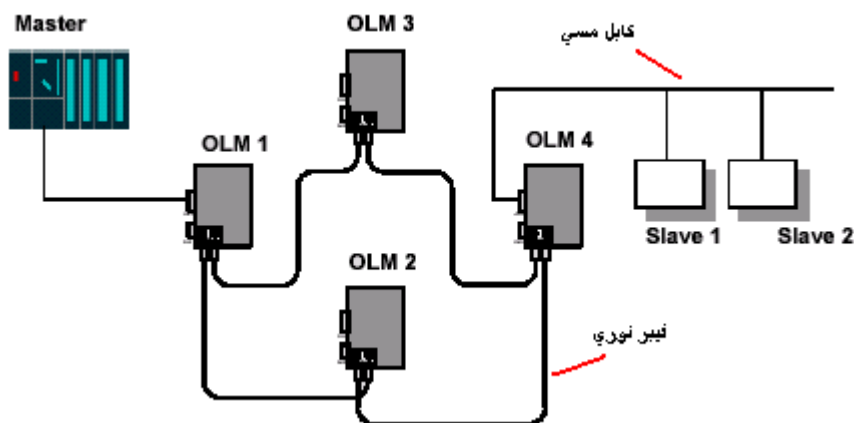 Master
OLM 3
كابل مسي
OLM 1
OLM 4
Slave 1
Slave 2
OLM 2
فيبر نوري